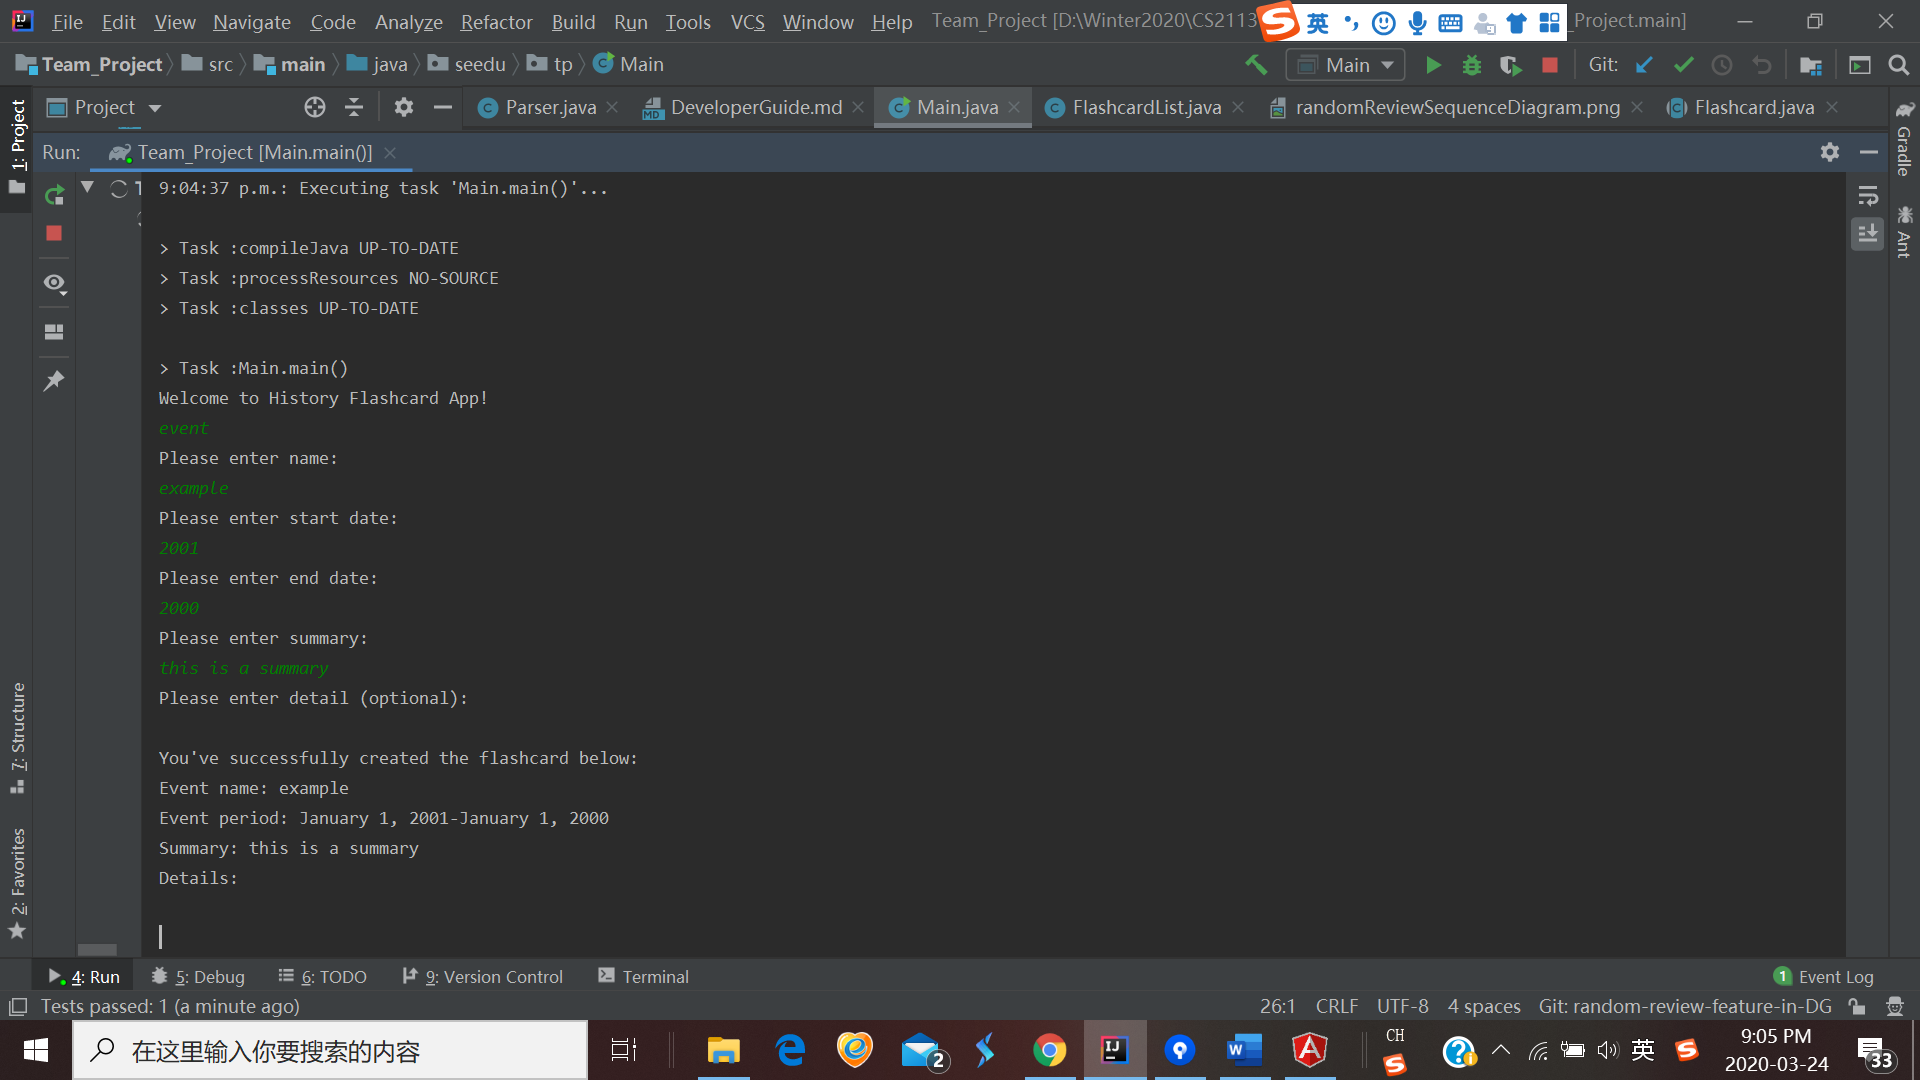 File Edit View Navigate Code Analyze Refactor Build Run Tools VCS Window Help Team_Project [D:\Winter2020\CS2113 英 _Project.main]
Team_Project src main java seedu tp Main Main Git:
Project Parser.java DeveloperGuide.md Main.java FlashcardList.java randomReviewSequenceDiagram.png Flashcard.java
1: Project
Gradle
Ant
Run: Team_Project [Main.main()]
9:04:37 p.m.: Executing task 'Main.main()'...
> Task :compileJava UP-TO-DATE
> Task :processResources NO-SOURCE
> Task :classes UP-TO-DATE
> Task :Main.main()
Welcome to History Flashcard App!
event
Please enter name:
example
Please enter start date:
2001
Please enter end date:
2000
Please enter summary:
this is a summary
Please enter detail (optional):
You've successfully created the flashcard below:
Event name: example
Event period: January 1, 2001-January 1, 2000
Summary: this is a summary
Details:
7: Structure
2: Favorites
4: Run 5: Debug 6: TODO 9: Version Control Terminal 1 Event Log
Tests passed: 1 (a minute ago) 26:1 CRLF UTF-8 4 spaces Git: random-review-feature-in-DG
在这里输入你要搜索的内容 2 CH 英 9:05 PM
2020-03-24 33